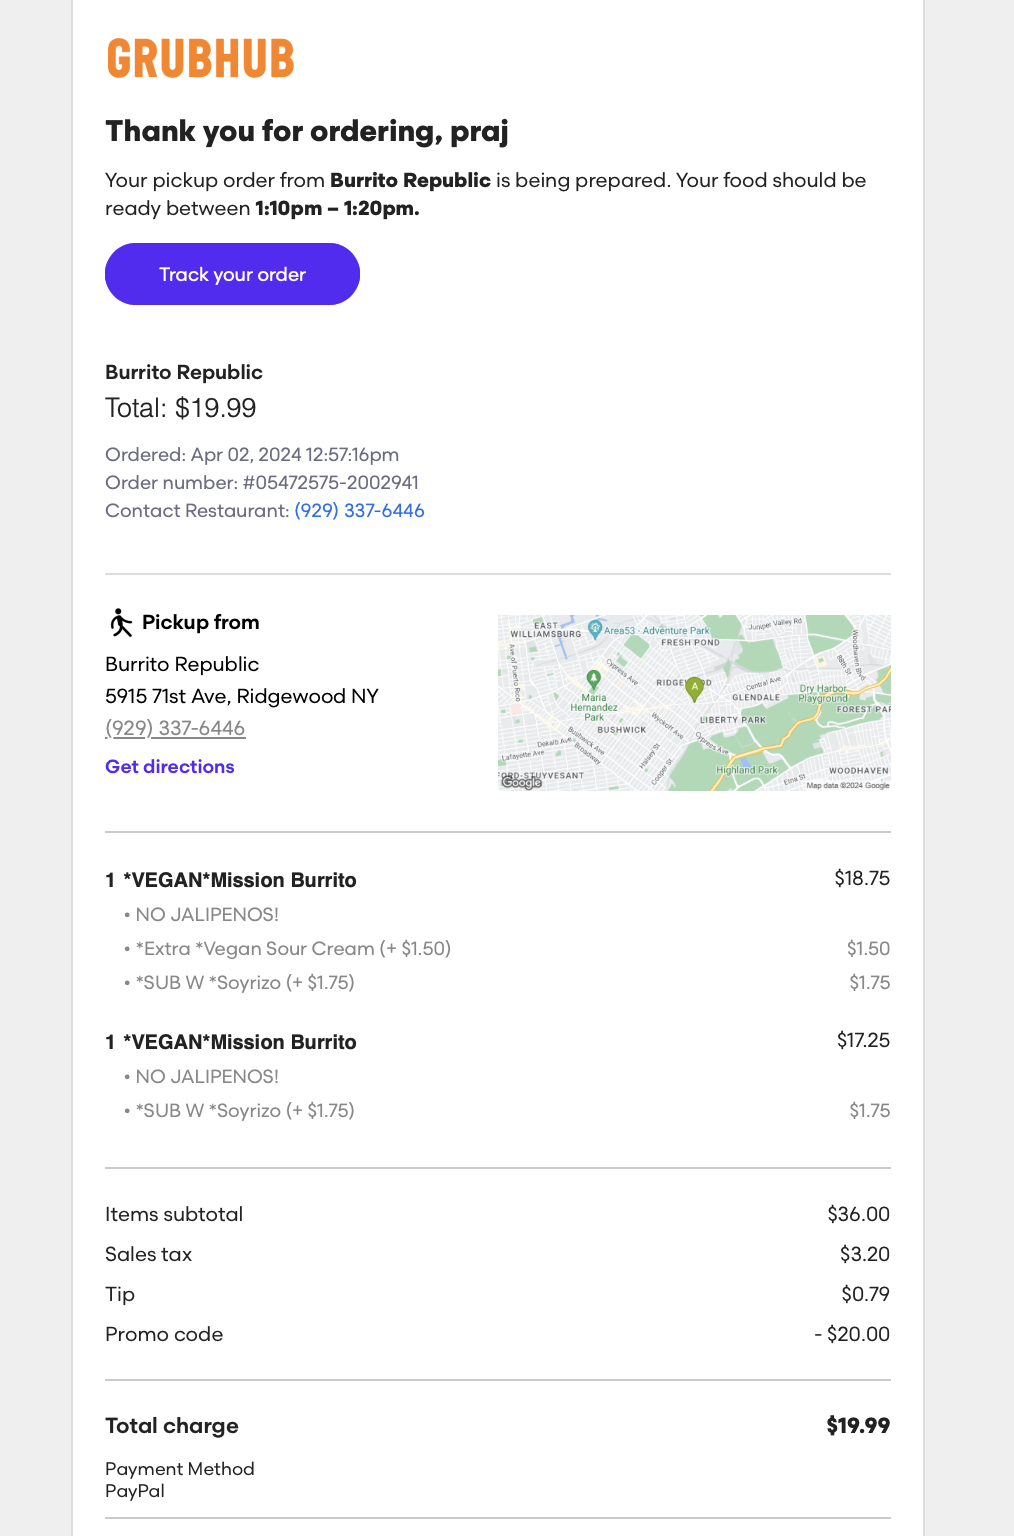 GRUBHUB
Thank you for ordering, praj
Your pickup order from Burrito Republic is being prepared. Your food should be
ready between 1:10pm – 1:20pm.
Track your order
Burrito Republic
Total: $19.99
Ordered: Apr 02, 2024 12:57:16pm
Order number: #05472575-2002941
Contact Restaurant: (929) 337-6446
Pickup from
Burrito Republic
5915 71st Ave, Ridgewood NY
(929) 337-6446
Get directions
EAST
WILLIAMSBURG
Area53 - Adventure Park
FRESH POND
Juniper Valley Rd
Woodhaven Blvd
88th St
Ave of Puerto Rico
Cypress Ave
A
Central Ave
GLENDALE
Dry Harbor
Playground
FOREST PAR
Maria
Hernandez
Park
LIBERTY PARK
BUSHWICK
Wyckoff Ave
Cypress Ave
Bushwick Ave
Broadway
Dekalb Ave
Lafayette Ave
Halsey St
Cooper St
Highland Park
Etna St
WOODHAVEN
ORD-STUYVESANT
Google
Map data ©2024 Google
1 *VEGAN*Mission Burrito $18.75
• NO JALIPENOS!
• *Extra *Vegan Sour Cream (+ $1.50) $1.50
• *SUB W *Soyrizo (+ $1.75) $1.75
1 *VEGAN*Mission Burrito $17.25
• NO JALIPENOS!
• *SUB W *Soyrizo (+ $1.75) $1.75
Items subtotal $36.00
Sales tax $3.20
Tip $0.79
Promo code - $20.00
Total charge $19.99
Payment Method
PayPal